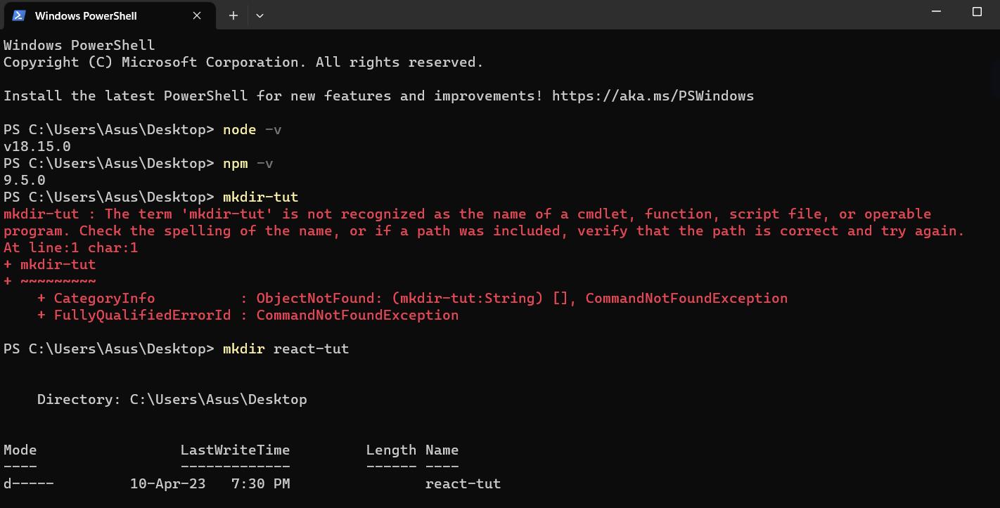 Windows PowerShell
Windows PowerShell
Copyright (C) Microsoft Corporation. All rights reserved.
Install the latest PowerShell for new features and improvements! https://aka.ms/PSWindows
PS C:\Users\Asus\Desktop> node -v
v18.15.0
PS C:\Users\Asus\Desktop> npm -v
9.5.0
PS C:\Users\Asus\Desktop> mkdir-tut
mkdir-tut : The term 'mkdir-tut' is not recognized as the name of a cmdlet, function, script file, or operable
program. Check the spelling of the name, or if a path was included, verify that the path is correct and try again.
At line:1 char:1
+ mkdir-tut
+ ~~~~~~~~~
    + CategoryInfo          : ObjectNotFound: (mkdir-tut:String) [], CommandNotFoundException
    + FullyQualifiedErrorId : CommandNotFoundException
PS C:\Users\Asus\Desktop> mkdir react-tut
    Directory: C:\Users\Asus\Desktop
Mode                 LastWriteTime         Length Name
----                 -------------         ------ ----
d-----         10-Apr-23   7:30 PM                react-tut